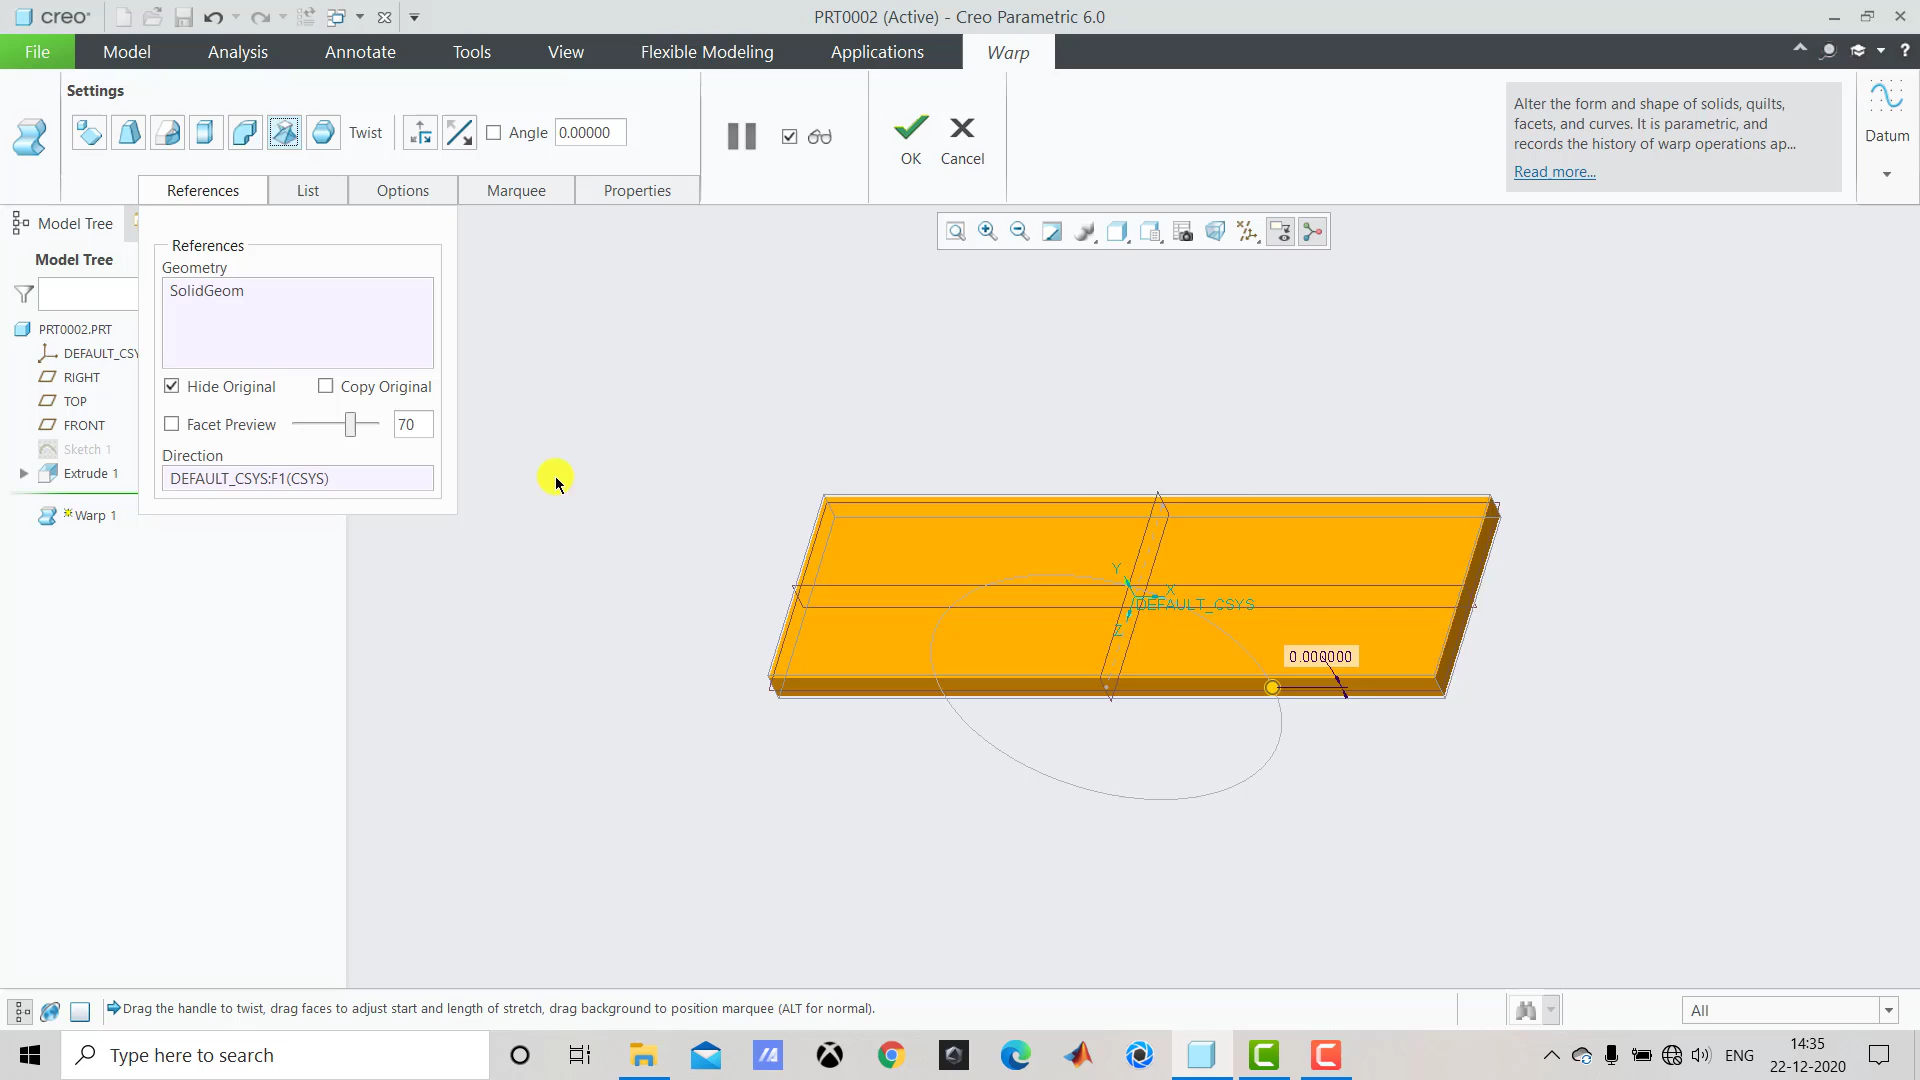 creo®
PRT0002 (Active) - Creo Parametric 6.0
File
Model
Analysis
Annotate
Tools
View
Flexible Modeling
Applications
Warp
Settings
Twist
Angle
0.00000
OK
Cancel
Alter the form and shape of solids, quilts,
facets, and curves. It is parametric, and
records the history of warp operations ap...
Read more...
Datum
References
List
Options
Marquee
Properties
Model Tree
Model Tree
PRT0002.PRT
DEFAULT_CSY
RIGHT
TOP
FRONT
Sketch 1
Extrude 1
Warp 1
References
Geometry
SolidGeom
Hide Original
Copy Original
Facet Preview
70
Direction
DEFAULT_CSYS:F1(CSYS)
Y
X
DEFAULT_CSYS
Z
0.000000
Drag the handle to twist, drag faces to adjust start and length of stretch, drag background to position marquee (ALT for normal).
All
Type here to search
ENG
14:35
22-12-2020